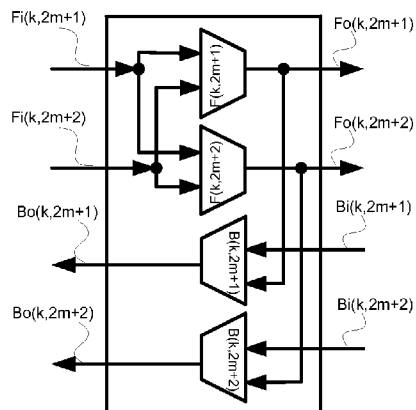 Fi(k,2m+1)
Fo(k,2m+1)
F(k,2m+1)
Fi(k,2m+2)
Fo(k,2m+2)
F(k,2m+2)
Bo(k,2m+1)
Bi(k,2m+1)
B(k,2m+1)
Bo(k,2m+2)
Bi(k,2m+2)
B(k,2m+2)